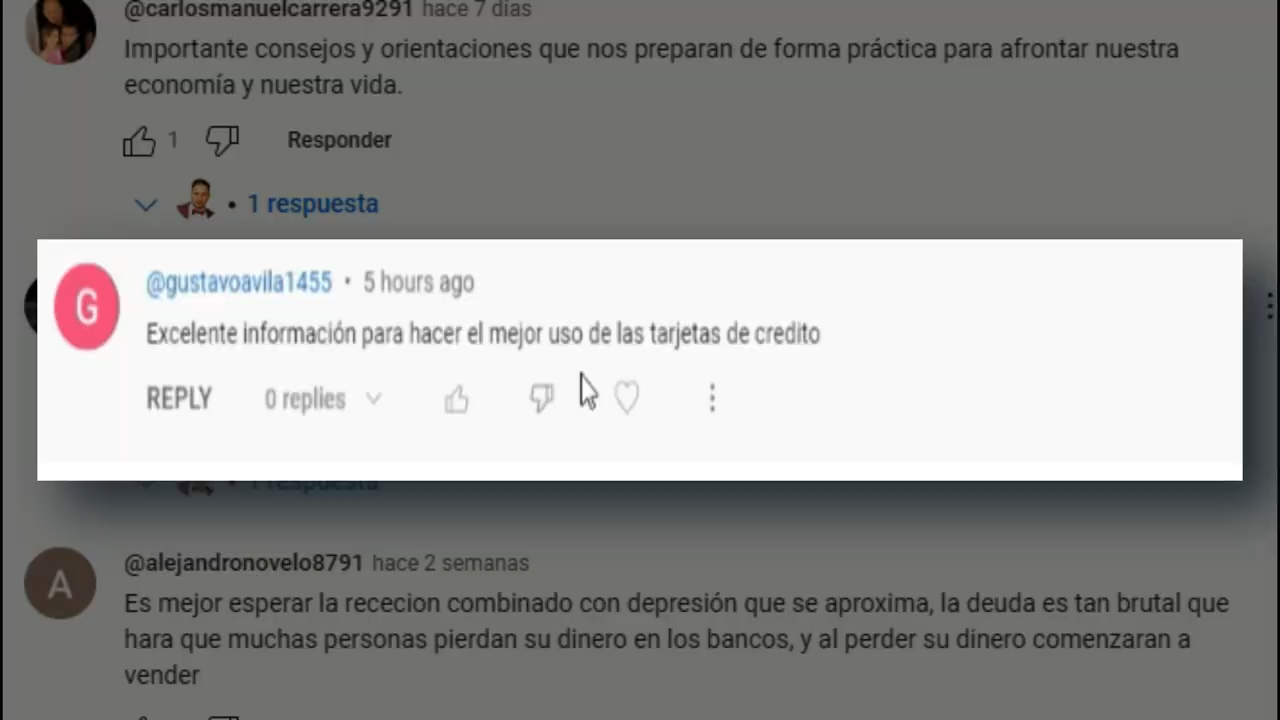 @carlosmanuelcarrera9291 hace 7 días
Importante consejos y orientaciones que nos preparan de forma práctica para afrontar nuestra
economía y nuestra vida.
1 Responder
• 1 respuesta
G @gustavoavila1455 • 5 hours ago
Excelente información para hacer el mejor uso de las tarjetas de credito
REPLY 0 replies
• 1 respuesta
@alejandronovelo8791 hace 2 semanas
A Es mejor esperar la rececion combinado con depresión que se aproxima, la deuda es tan brutal que
hara que muchas personas pierdan su dinero en los bancos, y al perder su dinero comenzaran a
vender